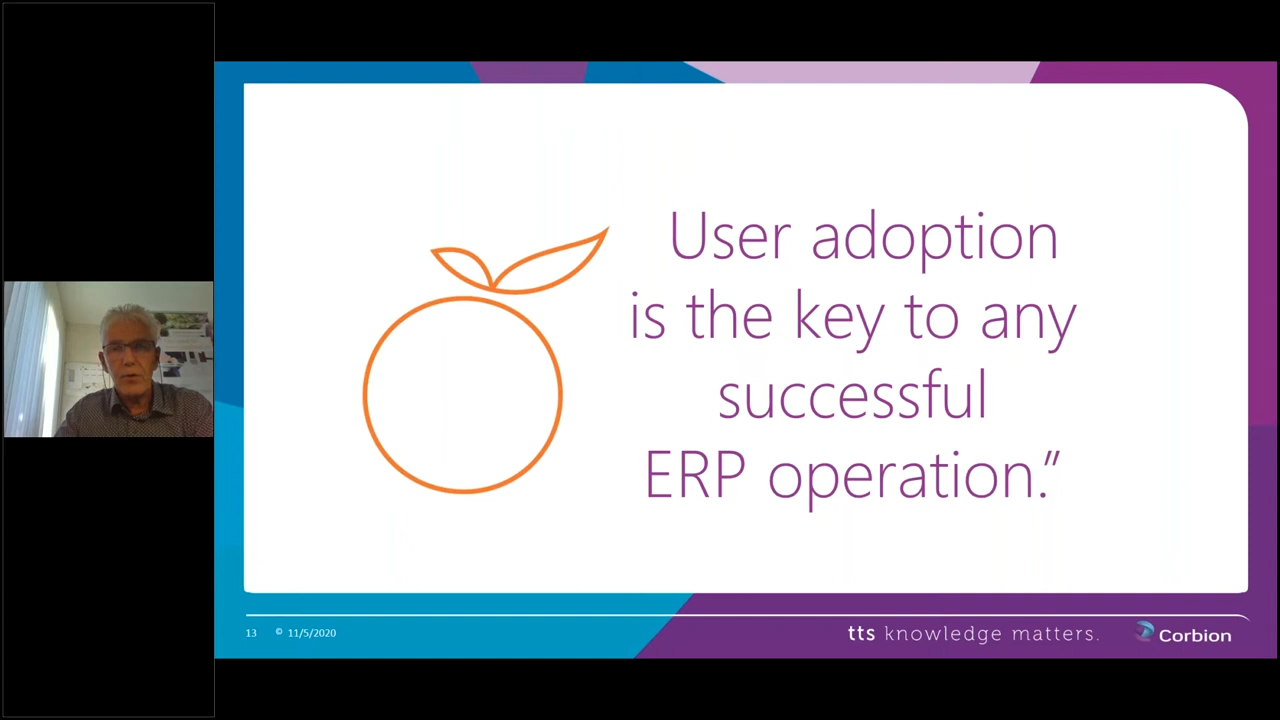 User adoption
is the key to any
successful
ERP operation.”
13 © 11/5/2020
tts knowledge matters.
Corbion